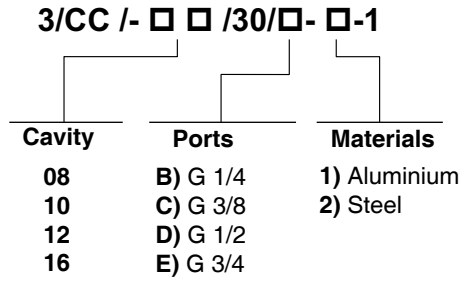 3/CC /- □ □ /30/□- □-1
Cavity Ports Materials
08 B) G 1/4 1) Aluminium
10 C) G 3/8 2) Steel
12 D) G 1/2
16 E) G 3/4